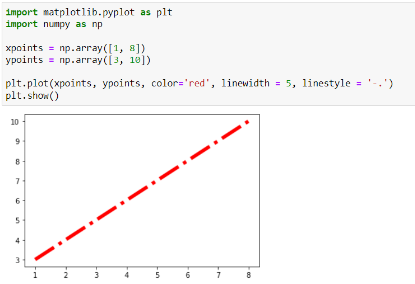 import matplotlib.pyplot as plt
import numpy as np
xpoints = np.array([1, 8])
ypoints = np.array([3, 10])
plt.plot(xpoints, ypoints, color='red', linewidth = 5, linestyle = '-.')
plt.show()
10
9
8
7
6
5
4
3
1 2 3 4 5 6 7 8